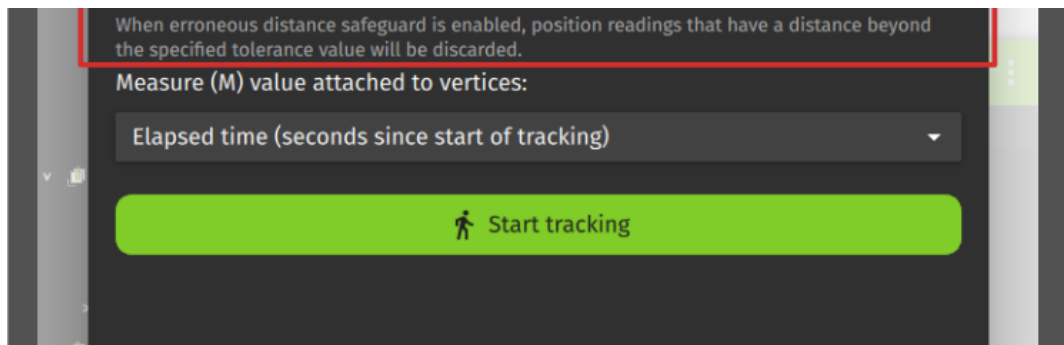 When erroneous distance safeguard is enabled, position readings that have a distance beyond
the specified tolerance value will be discarded.
Measure (M) value attached to vertices:
Elapsed time (seconds since start of tracking)
Start tracking